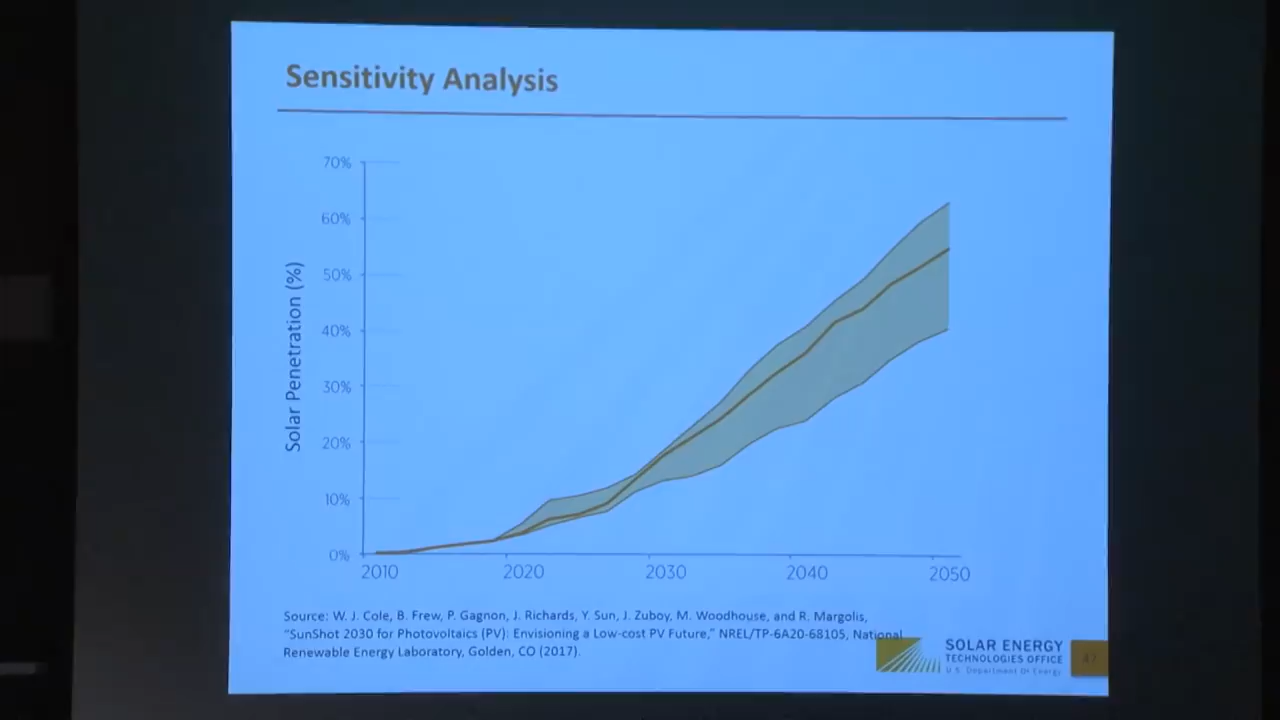 Sensitivity Analysis
70%
60%
50%
40%
30%
20%
10%
0%
Solar Penetration (%)
2010 2020 2030 2040 2050
Source: W. J. Cole, B. Frew, P. Gagnon, J. Richards, Y. Sun, J. Zuboy, M. Woodhouse, and R. Margolis,
“SunShot 2030 for Photovoltaics (PV): Envisioning a Low-cost PV Future,” NREL/TP-6A20-68105, National
Renewable Energy Laboratory, Golden, CO (2017).
SOLAR ENERGY
TECHNOLOGIES OFFICE
U.S. Department Of Energy
47